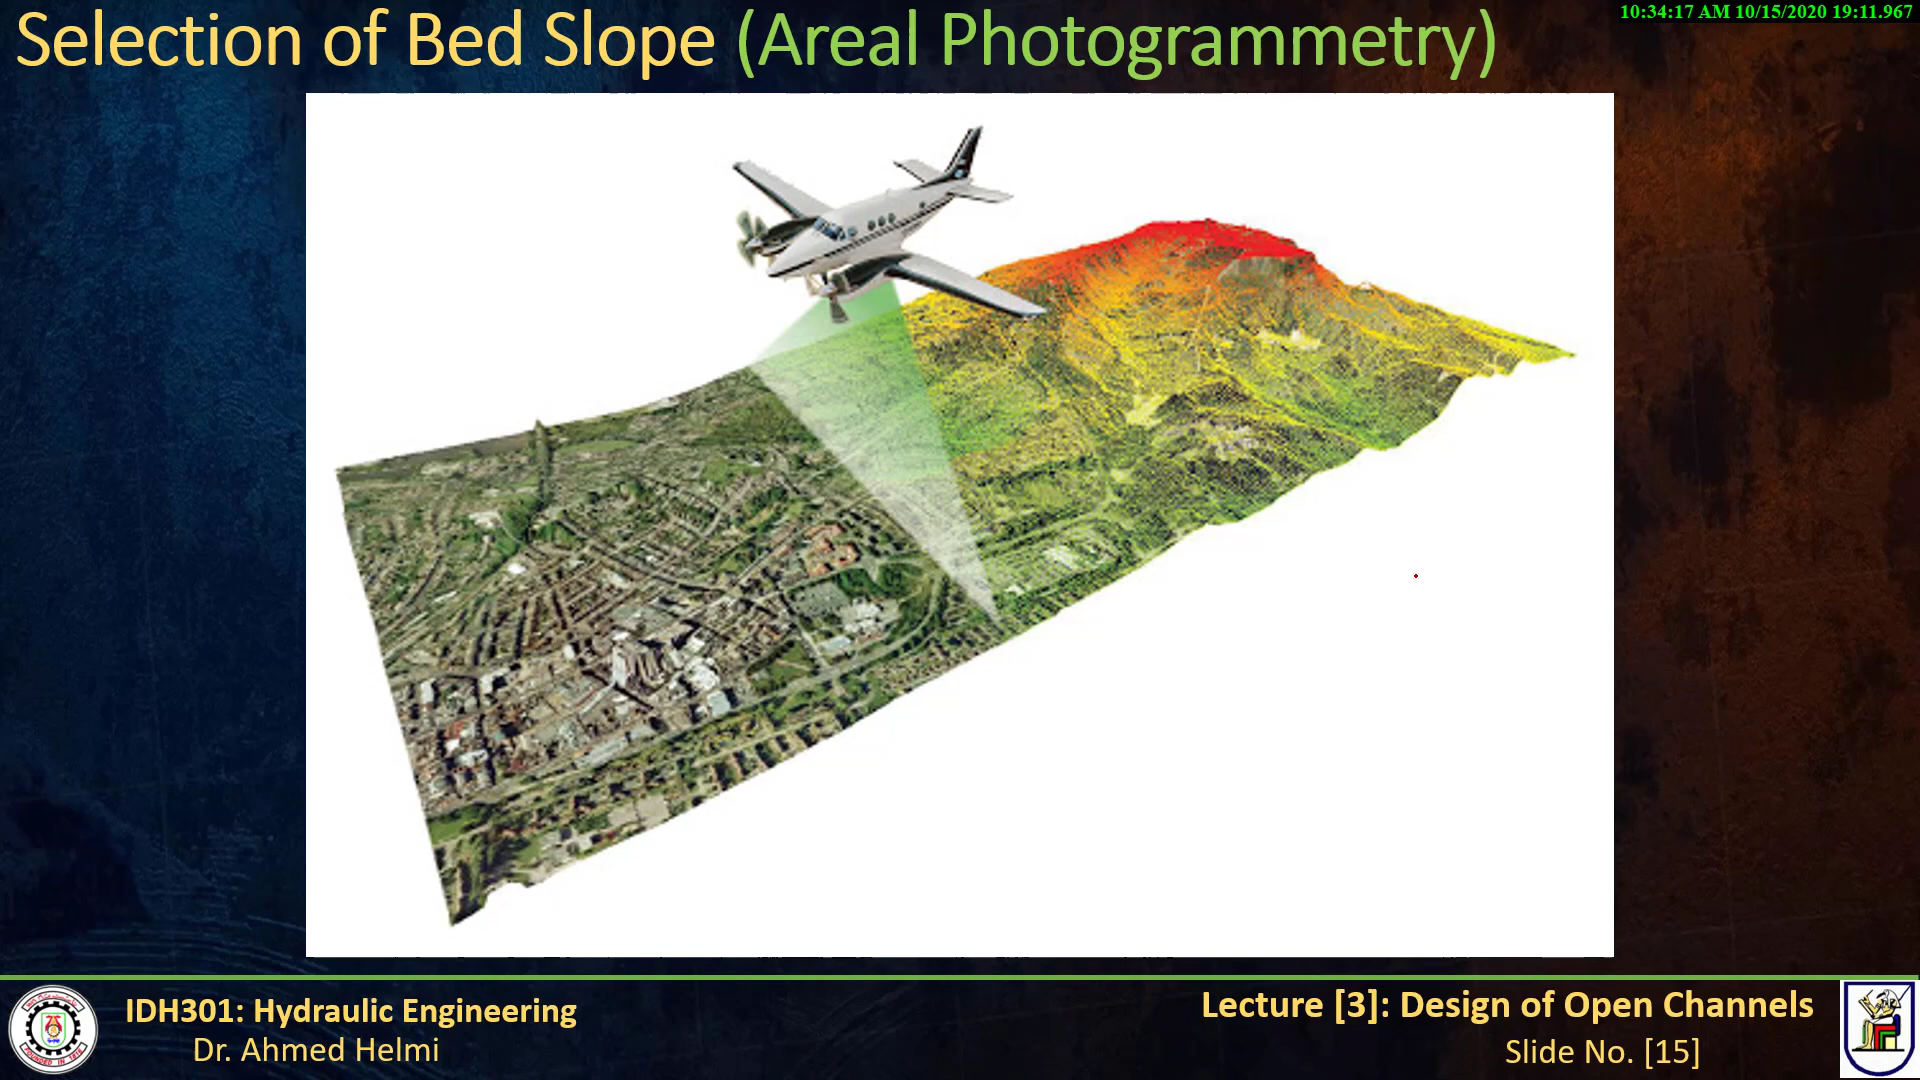 10:34:17 AM 10/15/2020 19:11.967
Selection of Bed Slope (Areal Photogrammetry)
IDH301: Hydraulic Engineering
Dr. Ahmed Helmi
Lecture [3]: Design of Open Channels
Slide No. [15]